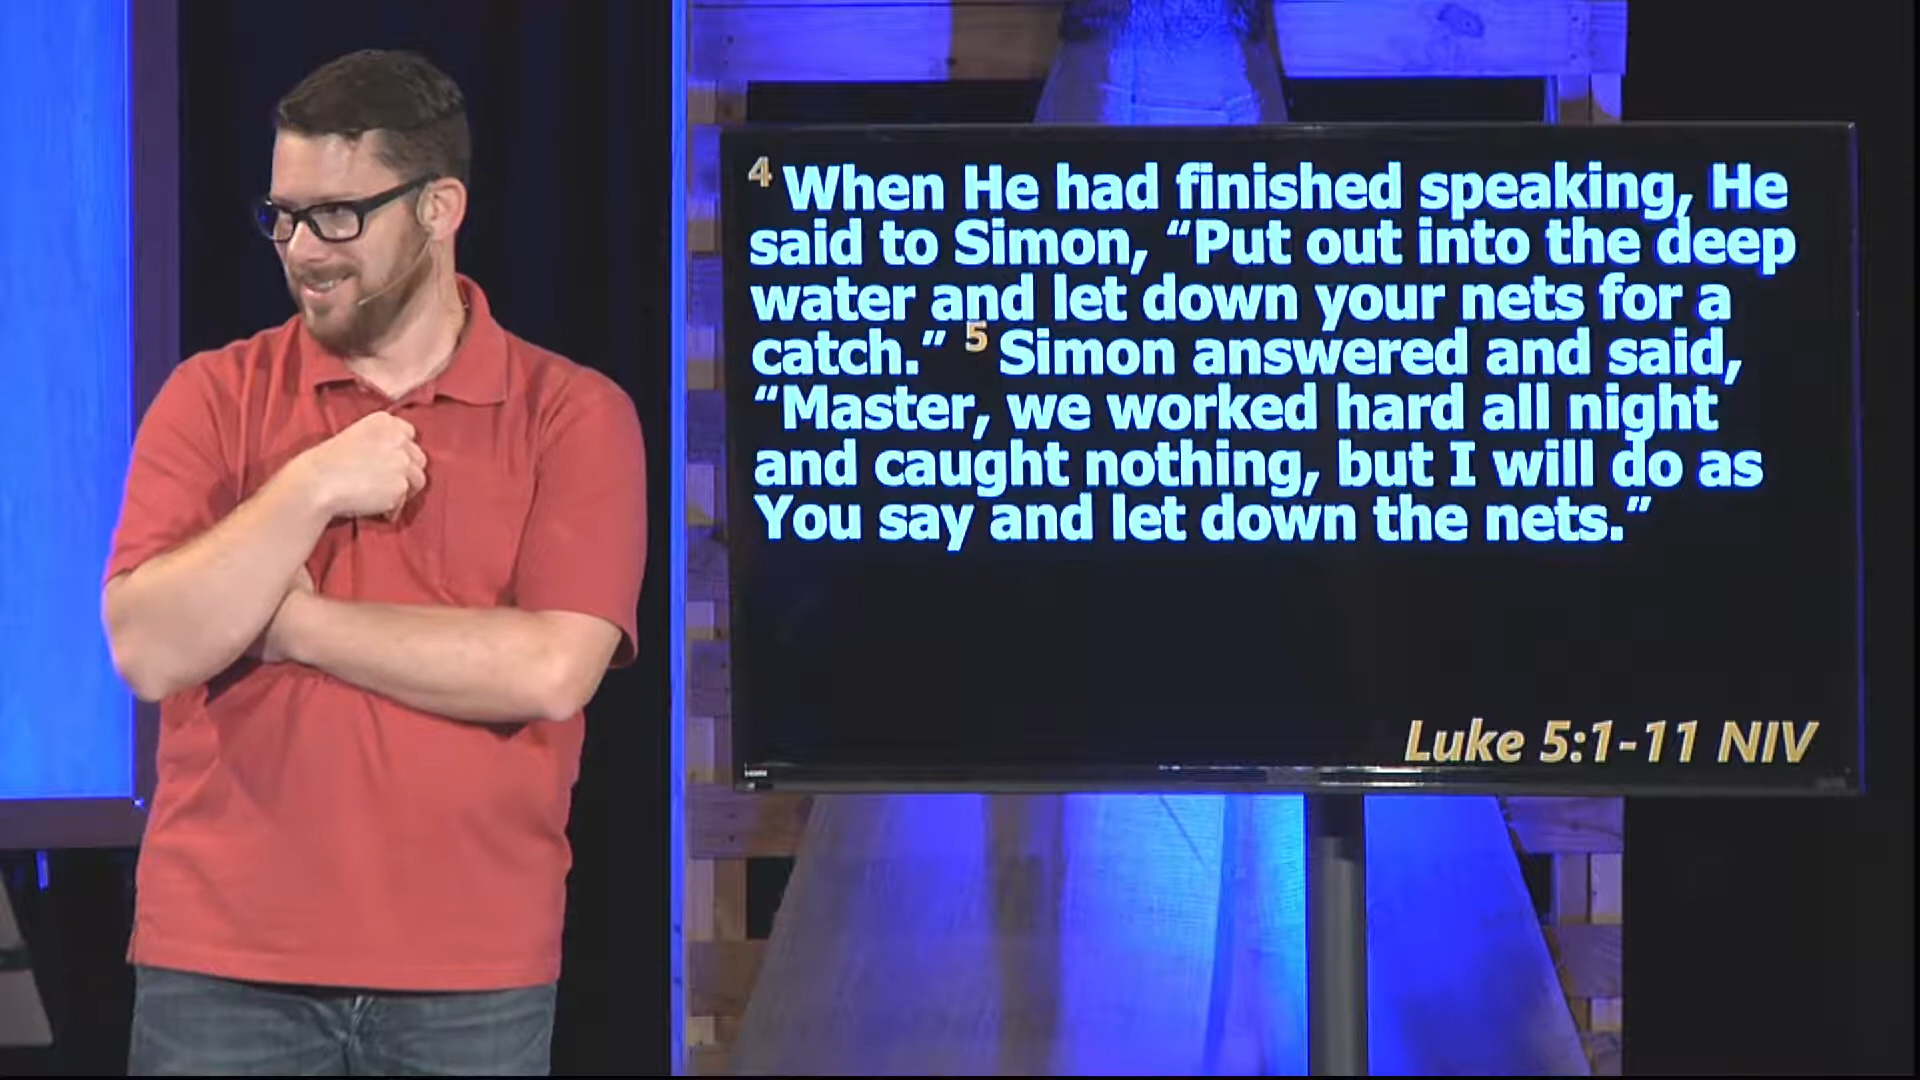 4 When He had finished speaking, He
said to Simon, “Put out into the deep
water and let down your nets for a
catch.” 5 Simon answered and said,
“Master, we worked hard all night
and caught nothing, but I will do as
You say and let down the nets.”
Luke 5:1-11 NIV